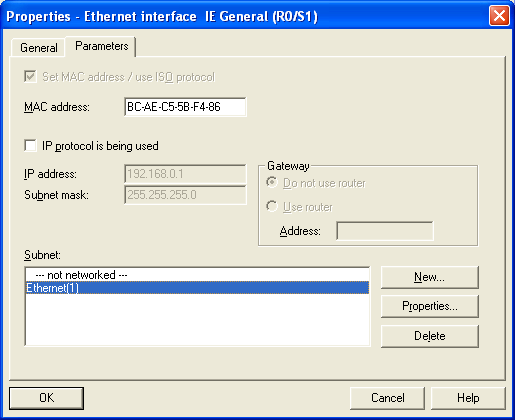 Properties - Ethernet interface IE General (R0/S1)
General Parameters
Set MAC address / use ISO protocol
MAC address: BC-AE-C5-5B-F4-86
IP protocol is being used
IP address: 192.168.0.1
Subnet mask: 255.255.255.0
Gateway
Do not use router
Use router
Address:
Subnet:
--- not networked ---
Ethernet(1)
New...
Properties...
Delete
OK Cancel Help